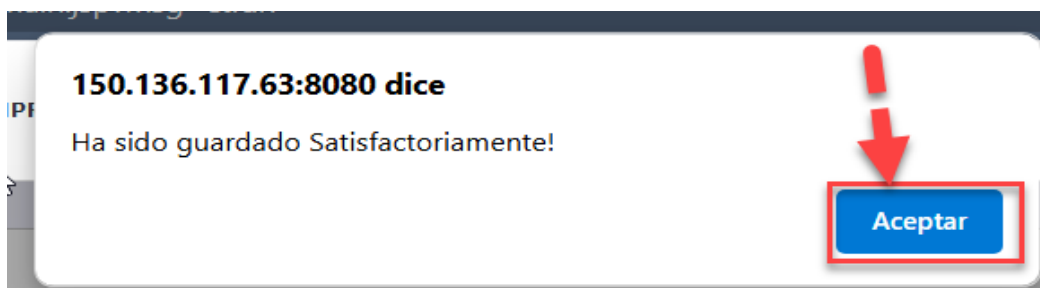 150.136.117.63:8080 dice
Ha sido guardado Satisfactoriamente!
Aceptar